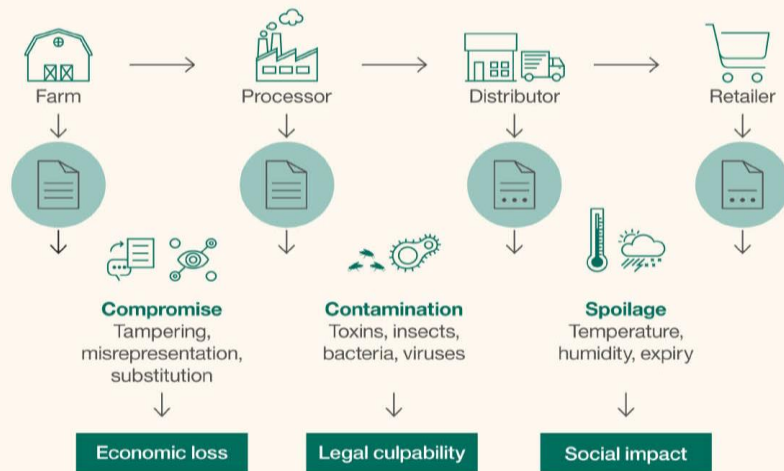 Farm
Processor
Distributor
Retailer
Compromise
Tampering,
misrepresentation,
substitution
Contamination
Toxins, insects,
bacteria, viruses
Spoilage
Temperature,
humidity, expiry
Economic loss
Legal culpability
Social impact